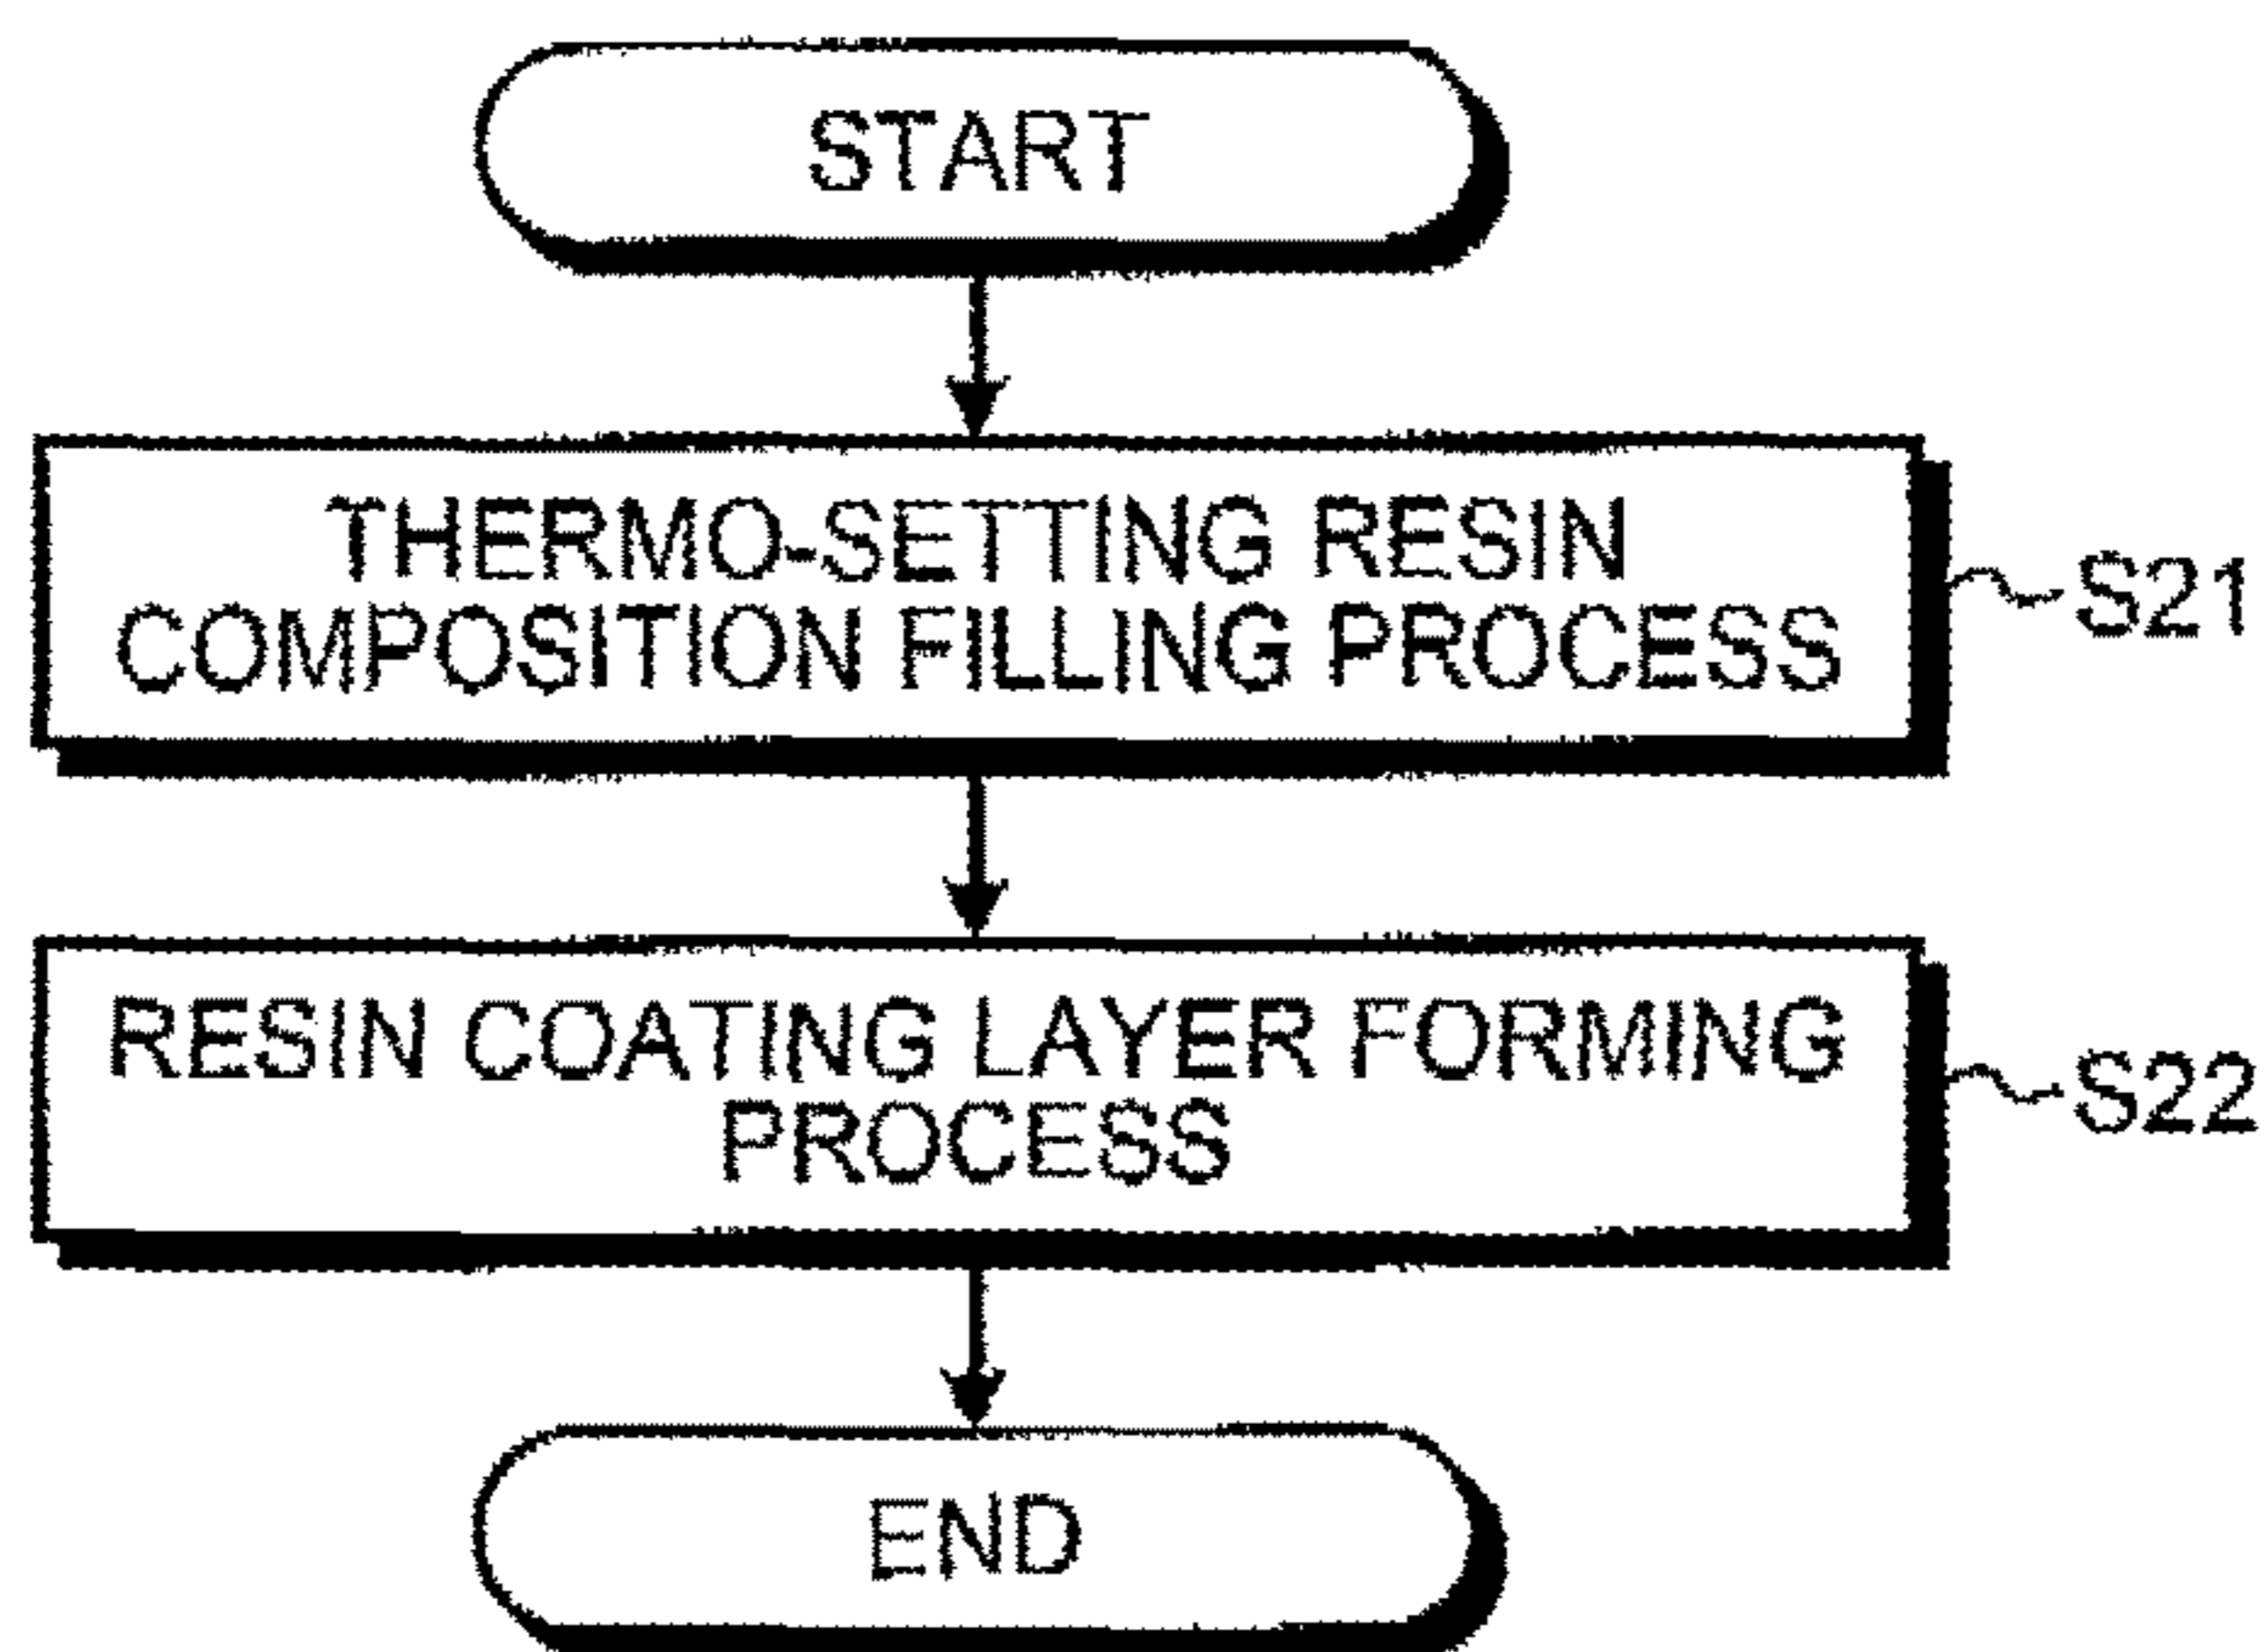 START
THERMO-SETTING RESIN
COMPOSITION FILLING PROCESS
S21
RESIN COATING LAYER FORMING
PROCESS
S22
END